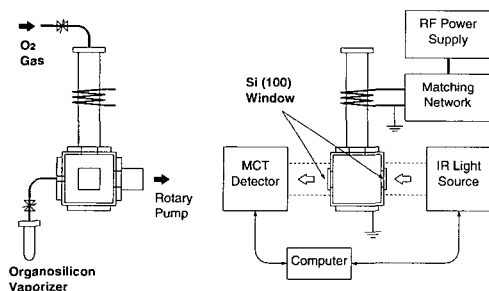 O2
Gas
Rotary
Pump
Organosilicon
Vaporizer
RF Power
Supply
Matching
Network
Si (100)
Window
MCT
Detector
IR Light
Source
Computer